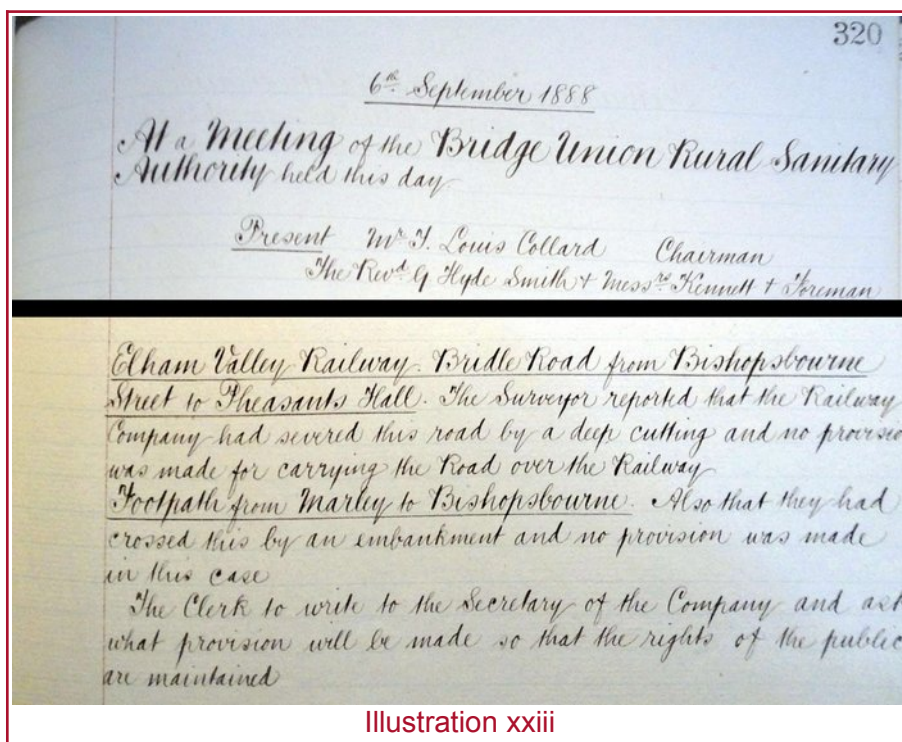 320
6th September 1888
At a Meeting of the Bridge Union Rural Sanitary
Authority held this day
Present Mr T. Louis Collard Chairman
The Revd G Hyde Smith + Messrs Kennett + Foreman
Elham Valley Railway. Bridle Road from Bishopsbourne
Street to Pheasants Hall. The Surveyor reported that the Railway
Company had severed this road by a deep cutting and no provisio
was made for carrying the Road over the Railway
Footpath from Marley to Bishopsbourne. Also that they had
crossed this by an embankment and no provision was made
in this case
The Clerk to write to the Secretary of the Company and ask
what provision will be made so that the rights of the public
are maintained
Illustration xxiii